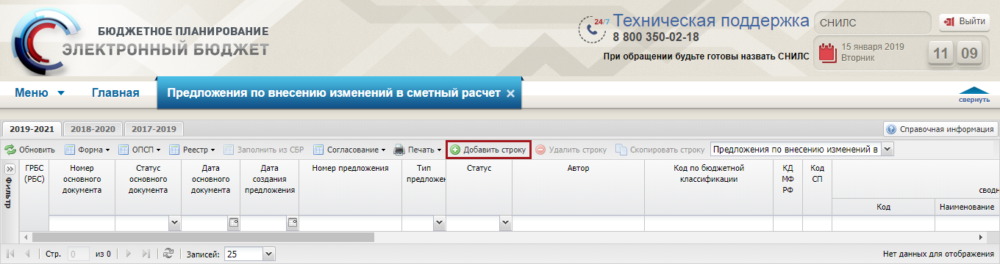 БЮДЖЕТНОЕ ПЛАНИРОВАНИЕ
ЭЛЕКТРОННЫЙ БЮДЖЕТ
24/7 Техническая поддержка
8 800 350-02-18
При обращении будьте готовы назвать СНИЛС
СНИЛС
Выйти
15 января 2019
Вторник
11 09
Меню Главная Предложения по внесению изменений в сметный расчет
свернуть
2019-2021 2018-2020 2017-2019 Справочная информация
Обновить Форма ОПСП Реестр Заполнить из СБР Согласование Печать Добавить строку Удалить строку Скопировать строку Предложения по внесению изменений в
Фильтр
ГРБС
(РБС)
Номер
основного
документа
Статус
основного
документа
Дата
основного
документа
Дата
создания
предложения
Номер предложения
Тип
предложен
Статус
Автор
Код по бюджетной
классификации
КД
МФ
РФ
Код
СП
сводн
Код
Наименование
Стр. 0 из 0 Записей: 25 Нет данных для отображения